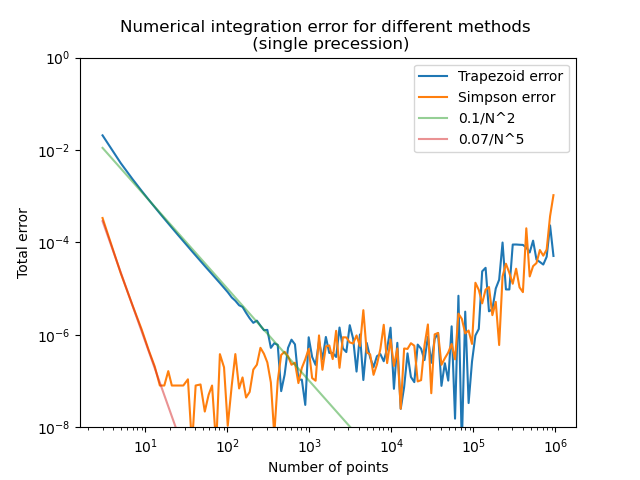 Numerical integration error for different methods
(single precession)
Total error
10^0
10^-2
10^-4
10^-6
10^-8
Trapezoid error
Simpson error
0.1/N^2
0.07/N^5
10^1 10^2 10^3 10^4 10^5 10^6
Number of points